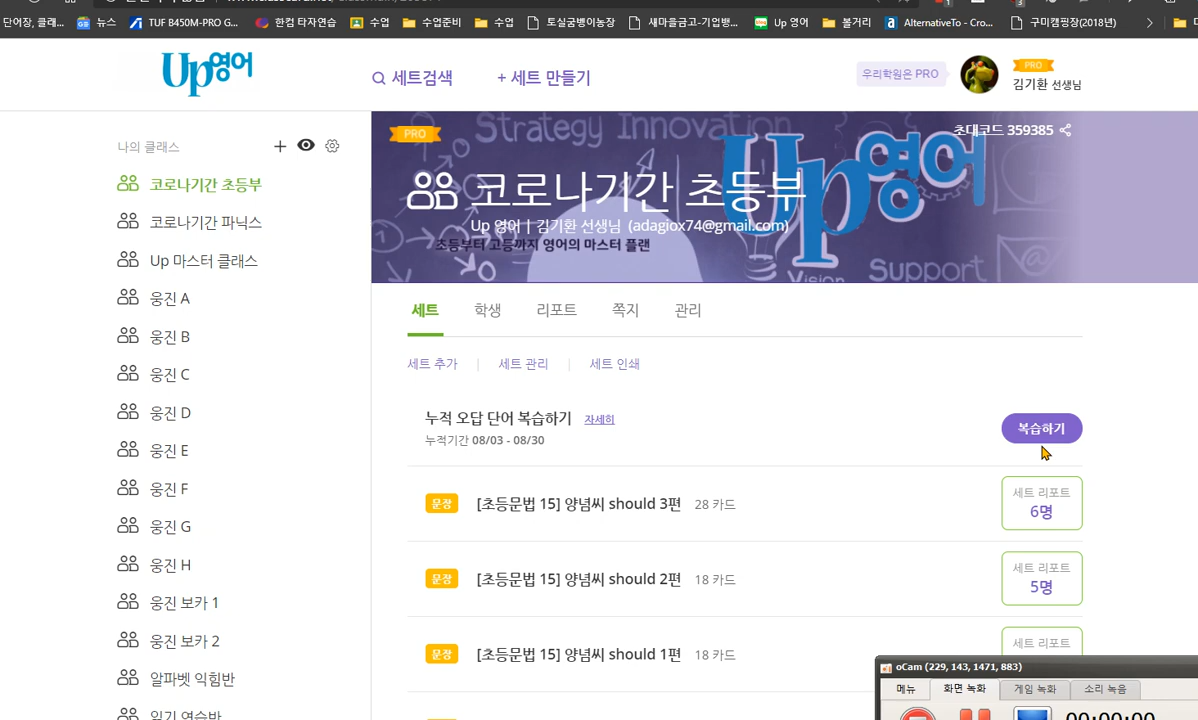 단어장, 클래...
뉴스
TUF B450M-PRO G...
한컴 타자연습
수업
수업준비
수업
토실금뱅이농장
새마을금고-기업방...
Up 영어
볼거리
AlternativeTo - Cro...
구미캠핑장(2018년)
Up영어
세트검색
+ 세트 만들기
우리학원은 PRO
PRO
김기환 선생님
나의 클래스
코로나기간 초등부
코로나기간 파닉스
Up 마스터 클래스
웅진 A
웅진 B
웅진 C
웅진 D
웅진 E
웅진 F
웅진 G
웅진 H
웅진 보카 1
웅진 보카 2
알파벳 익힘반
읽기 연습반
PRO
Strategy Innovation
초대코드 359385
코로나기간 초등부
Up영어
Up 영어 | 김기환 선생님 (adagiox74@gmail.com)
초등부터 고등까지 영어의 마스터 플랜
Vision
Support
세트
학생
리포트
쪽지
관리
세트 추가 | 세트 관리 | 세트 인쇄
누적 오답 단어 복습하기 자세히
누적기간 08/03 - 08/30
복습하기
문장 [초등문법 15] 양념씨 should 3편 28 카드
세트 리포트
6명
문장 [초등문법 15] 양념씨 should 2편 18 카드
세트 리포트
5명
문장 [초등문법 15] 양념씨 should 1편 18 카드
세트 리포트
oCam (229, 143, 1471, 883)
메뉴
화면 녹화
게임 녹화
소리 녹음
00:00:00